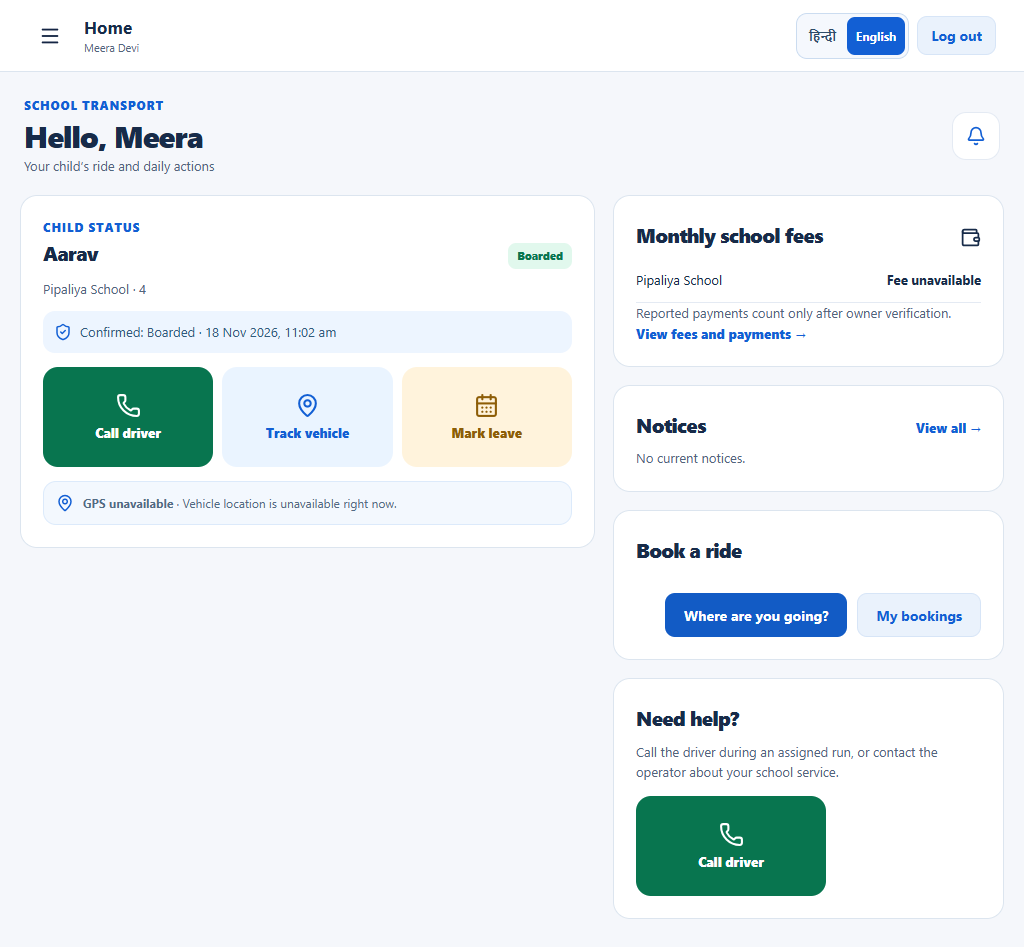 Home
Meera Devi
हिन्दी
English
Log out
SCHOOL TRANSPORT
Hello, Meera
Your child's ride and daily actions
CHILD STATUS
Aarav
Boarded
Pipaliya School · 4
Confirmed: Boarded · 18 Nov 2026, 11:02 am
Call driver
Track vehicle
Mark leave
GPS unavailable · Vehicle location is unavailable right now.
Monthly school fees
Pipaliya School
Fee unavailable
Reported payments count only after owner verification.
View fees and payments →
Notices
View all →
No current notices.
Book a ride
Where are you going?
My bookings
Need help?
Call the driver during an assigned run, or contact the
operator about your school service.
Call driver